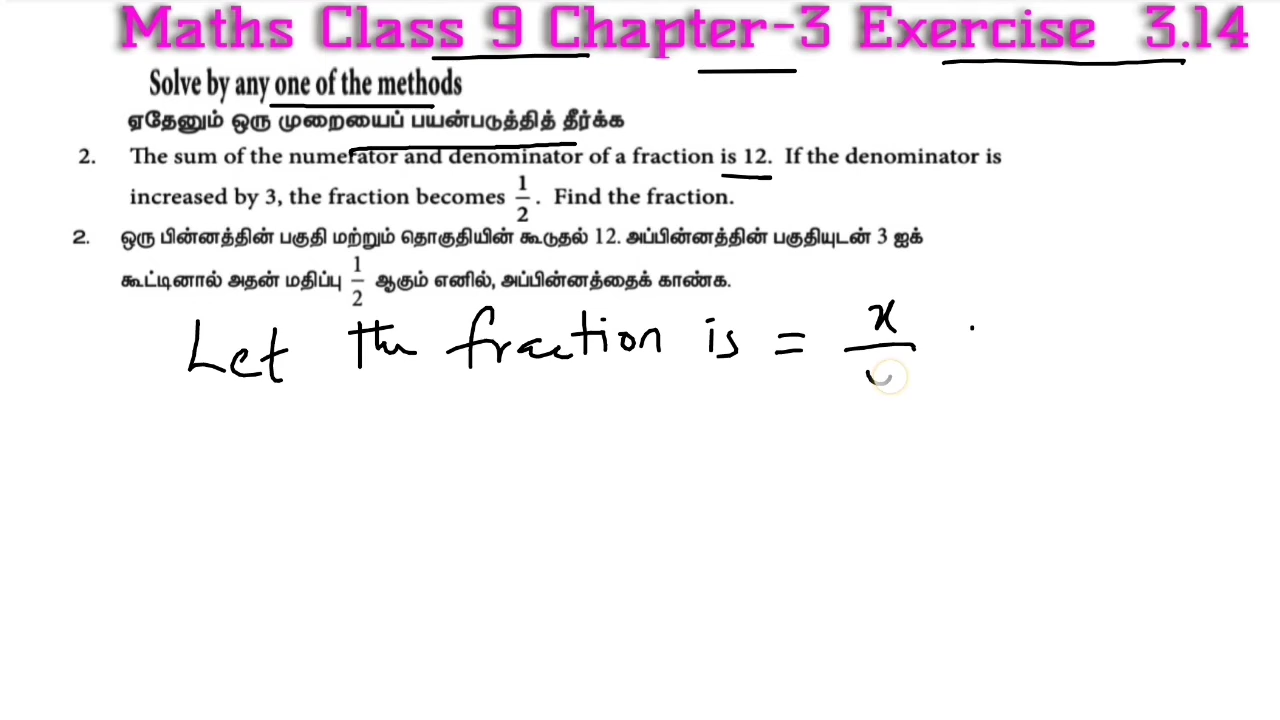 Maths Class 9 Chapter-3 Exercise 3.14
Solve by any one of the methods
ஏதேனும் ஒரு முறையைப் பயன்படுத்தித் தீர்க்க
2. The sum of the numerator and denominator of a fraction is 12. If the denominator is
increased by 3, the fraction becomes 1/2. Find the fraction.
2. ஒரு பின்னத்தின் பகுதி மற்றும் தொகுதியின் கூடுதல் 12. அப்பின்னத்தின் பகுதியுடன் 3 ஐக்
கூட்டினால் அதன் மதிப்பு 1/2 ஆகும் எனில், அப்பின்னத்தைக் காண்க.
Let the fraction is = x